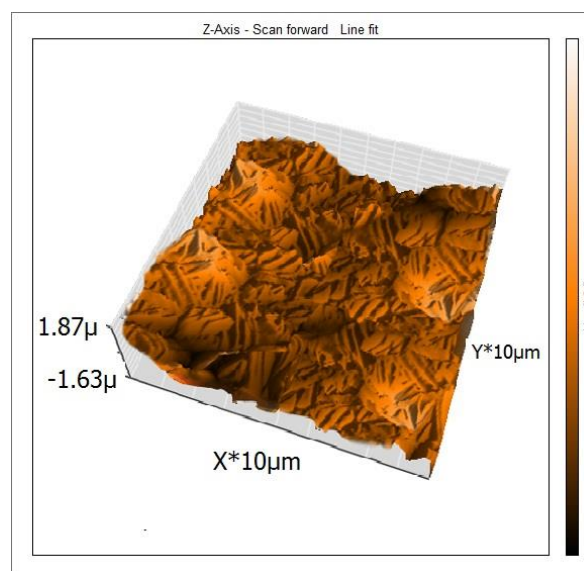 Z-Axis - Scan forward Line fit
1.87μ
-1.63μ
Y*10μm
X*10μm